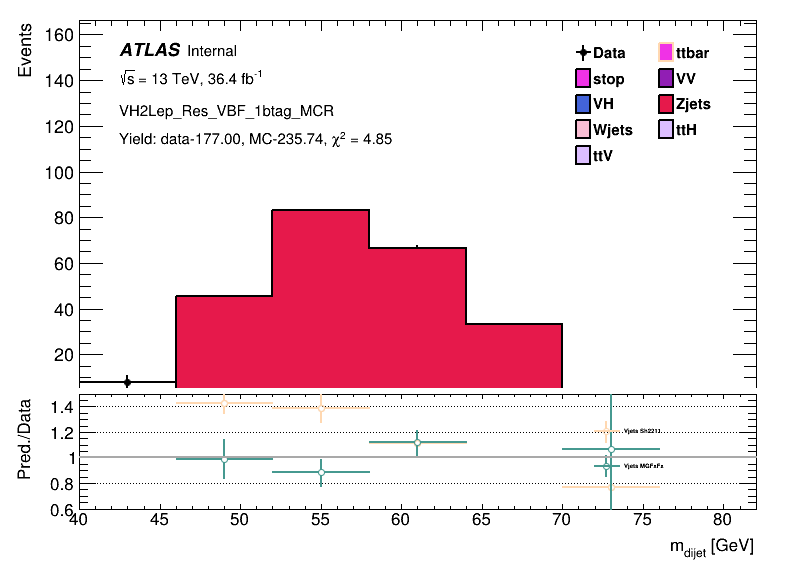 Events
160
140
120
100
80
60
40
20
ATLAS Internal
√s = 13 TeV, 36.4 fb-1
VH2Lep_Res_VBF_1btag_MCR
Yield: data-177.00, MC-235.74, χ2 = 4.85
Data ttbar
stop VV
VH Zjets
Wjets ttH
ttV
Pred./Data
1.4
1.2
1
0.8
0.6
Vjets Sh2211
Vjets MGFxFx
40 45 50 55 60 65 70 75 80
mdijet [GeV]